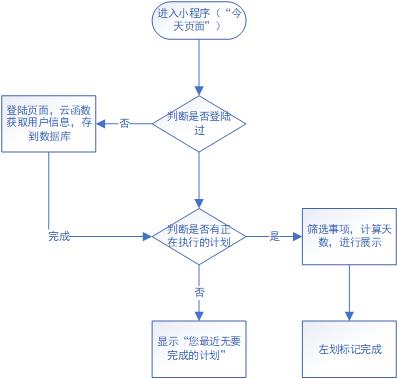 进入小程序（“今
天页面”）
登陆页面，云函数
获取用户信息，存
到数据库
否
判断是否登陆
过
完成
判断是否有正
在执行的计划
是
筛选事项，计算天
数，进行展示
否
显示“您最近无要
完成的计划”
左划标记完成